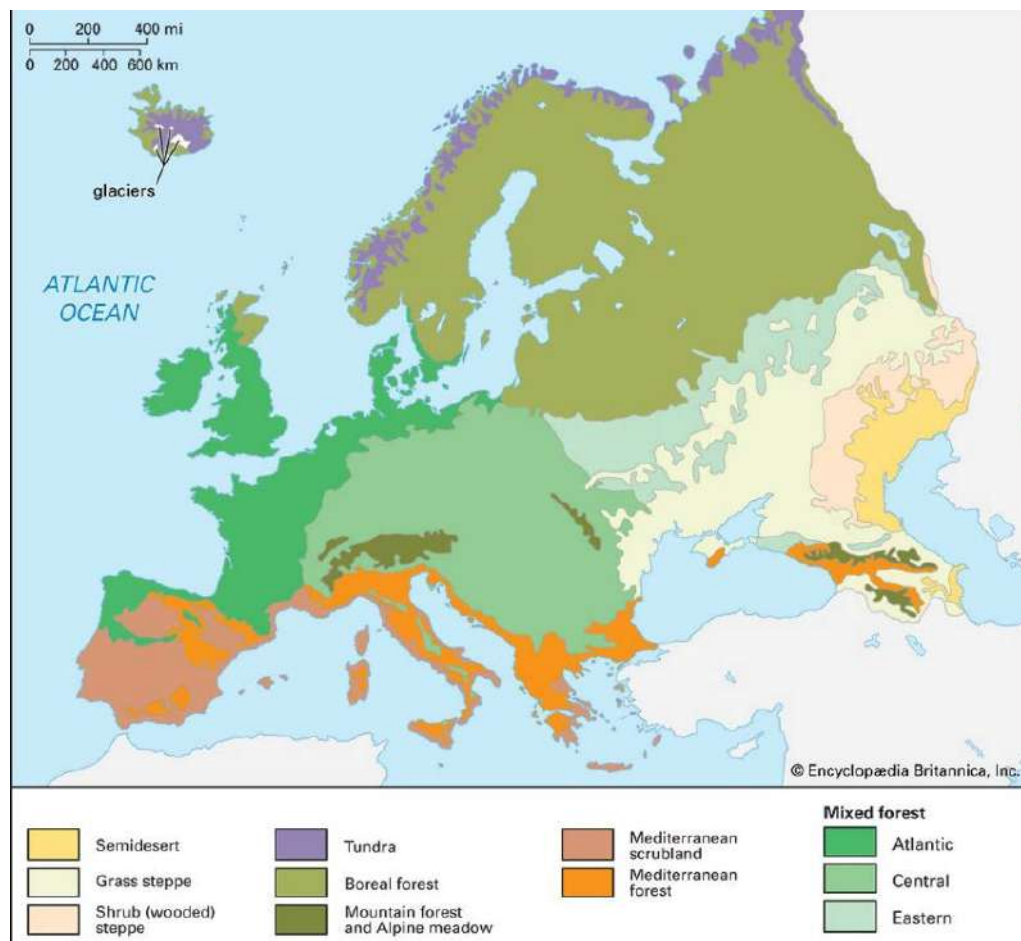 0 200 400 mi
0 200 400 600 km
glaciers
ATLANTIC
OCEAN
© Encyclopædia Britannica, Inc.
Semidesert
Grass steppe
Shrub (wooded)
steppe
Tundra
Boreal forest
Mountain forest
and Alpine meadow
Mediterranean
scrubland
Mediterranean
forest
Mixed forest
Atlantic
Central
Eastern